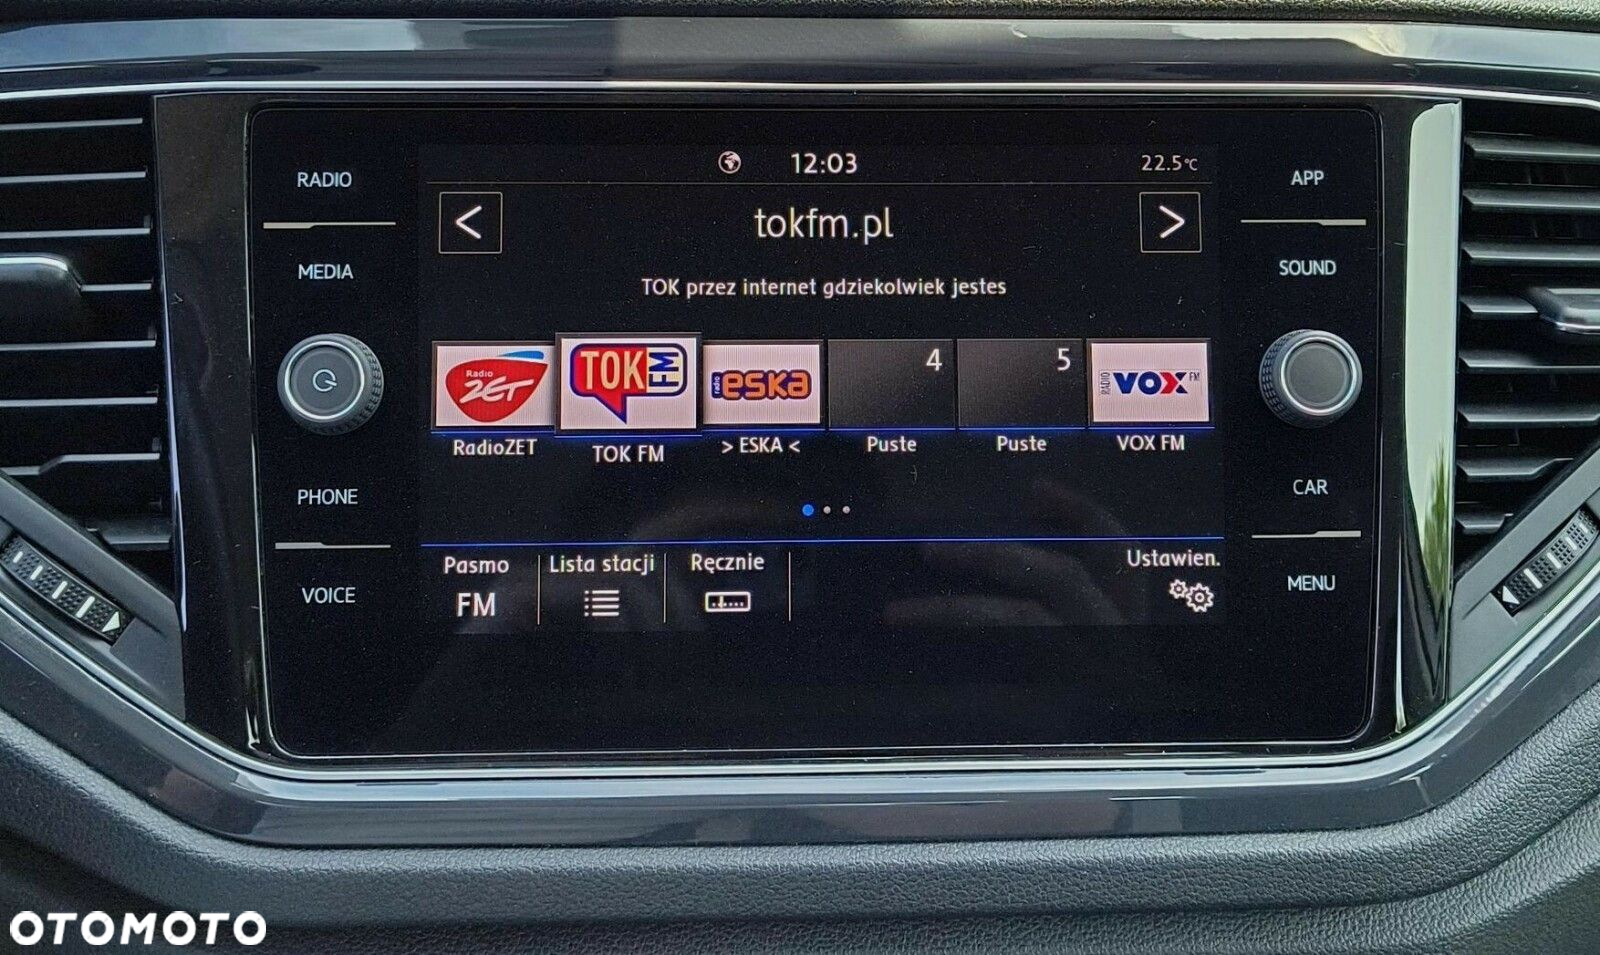 RADIO
MEDIA
PHONE
VOICE
12:03
22.5°C
<
tokfm.pl
>
TOK przez internet gdziekolwiek jestes
Radio ZET
TOK FM
radio eska
4
5
RADIO VOX FM
RadioZET
TOK FM
> ESKA <
Puste
Puste
VOX FM
Pasmo
FM
Lista stacji
Ręcznie
Ustawien.
APP
SOUND
CAR
MENU
OTOMOTO